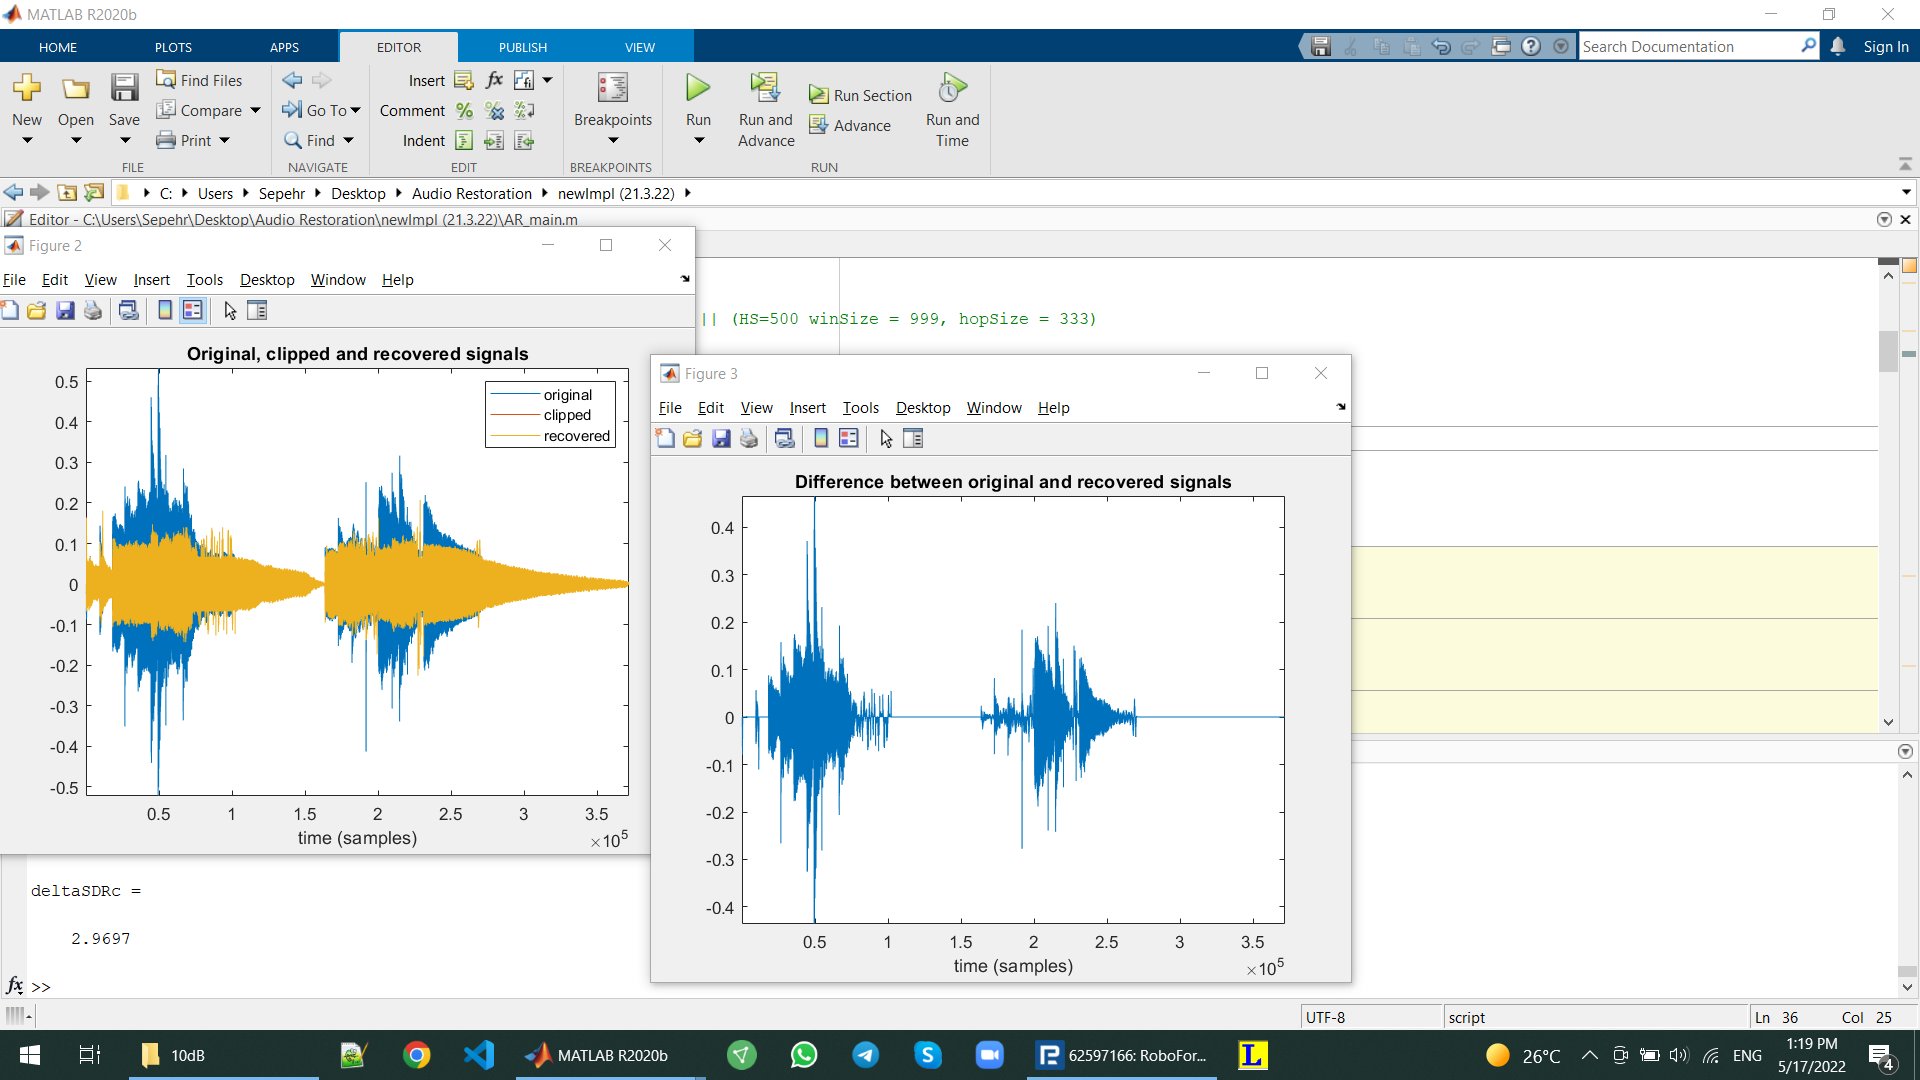 MATLAB R2020b
HOME PLOTS APPS EDITOR PUBLISH VIEW
Search Documentation
Sign In
New
Open
Save
Find Files
Compare
Print
FILE
Go To
Find
NAVIGATE
Insert
fx
fi
Comment
Indent
EDIT
Breakpoints
BREAKPOINTS
Run
Run and Advance
Run Section
Advance
Run and Time
RUN
C: Users Sepehr Desktop Audio Restoration newImpl (21.3.22)
Editor - C:\Users\Sepehr\Desktop\Audio Restoration\newImpl (21.3.22)\AR_main.m
|| (HS=500 winSize = 999, hopSize = 333)
Figure 2
File Edit View Insert Tools Desktop Window Help
Original, clipped and recovered signals
original
clipped
recovered
0.5
0.4
0.3
0.2
0.1
0
-0.1
-0.2
-0.3
-0.4
-0.5
0.5 1 1.5 2 2.5 3 3.5
time (samples)
×10^5
Figure 3
File Edit View Insert Tools Desktop Window Help
Difference between original and recovered signals
0.4
0.3
0.2
0.1
0
-0.1
-0.2
-0.3
-0.4
0.5 1 1.5 2 2.5 3 3.5
time (samples)
×10^5
deltaSDRc =
2.9697
fx >>
UTF-8
script
Ln 36 Col 25
10dB
MATLAB R2020b
62597166: RoboFor...
L
26°C
ENG
1:19 PM
5/17/2022
4